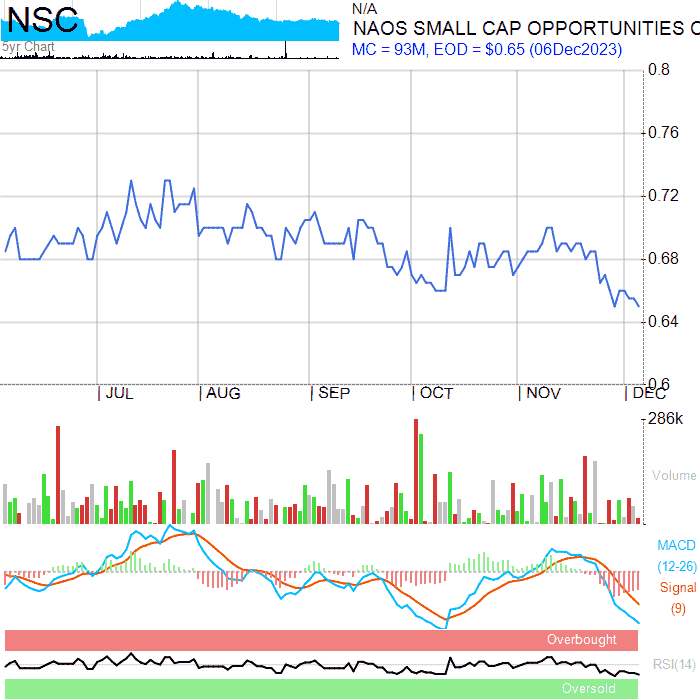 NSC
5yr Chart
N/A
NAOS SMALL CAP OPPORTUNITIES C
MC = 93M, EOD = $0.65 (06Dec2023)
0.8
0.76
0.72
0.68
0.64
0.6
JUL AUG SEP OCT NOV DEC
286k
Volume
MACD
(12-26)
Signal
(9)
Overbought
RSI(14)
Oversold